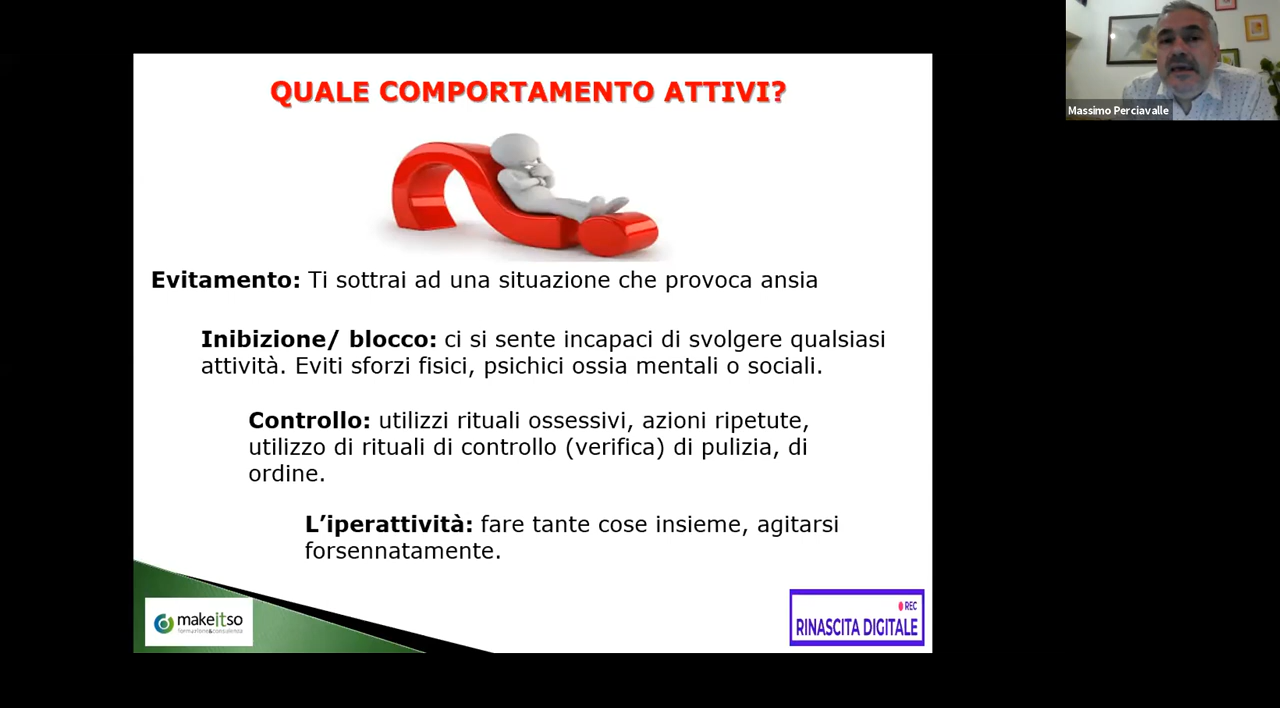 Massimo Perciavalle
QUALE COMPORTAMENTO ATTIVI?
Evitamento: Ti sottrai ad una situazione che provoca ansia
Inibizione/ blocco: ci si sente incapaci di svolgere qualsiasi
attività. Eviti sforzi fisici, psichici ossia mentali o sociali.
Controllo: utilizzi rituali ossessivi, azioni ripetute,
utilizzo di rituali di controllo (verifica) di pulizia, di
ordine.
L’iperattività: fare tante cose insieme, agitarsi
forsennatamente.
makeitso
formazione&consulenza
REC
RINASCITA DIGITALE